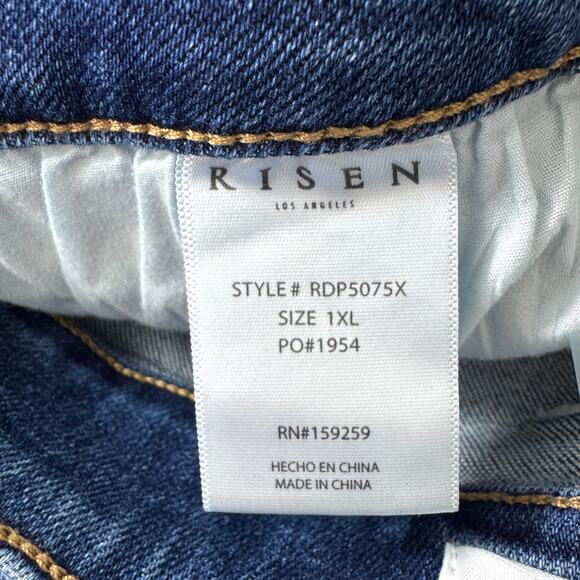 RISEN
LOS ANGELES
STYLE# RDP5075X
SIZE 1XL
PO#1954
RN#159259
HECHO EN CHINA
MADE IN CHINA